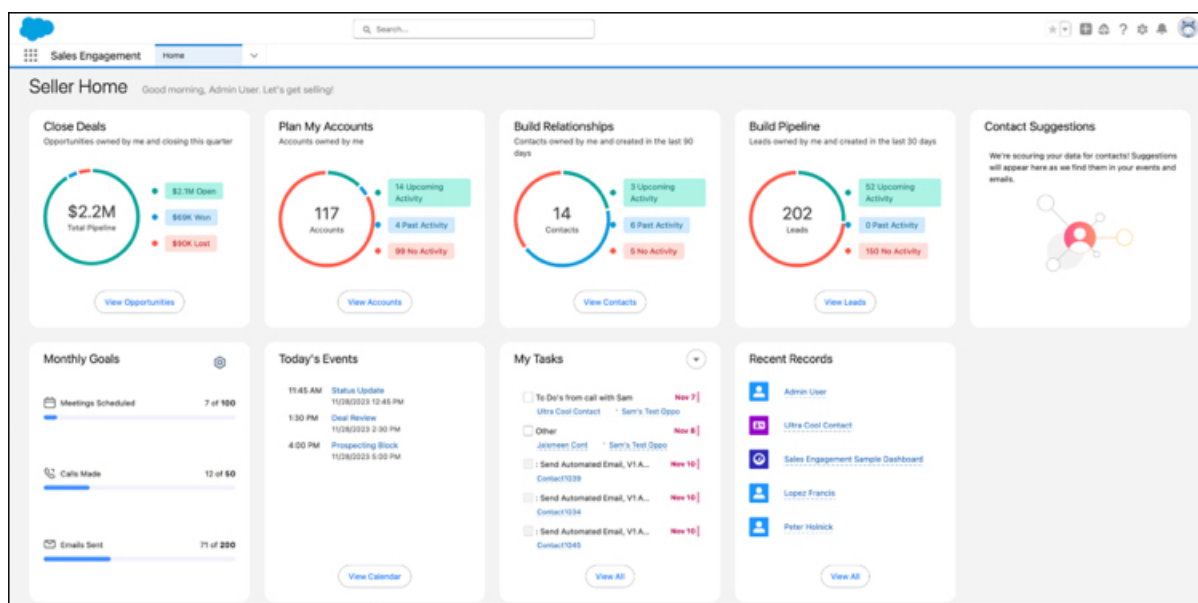 Search...
Sales Engagement
Home
Seller Home
Good morning, Admin User. Let's get selling!
Close Deals
Opportunities owned by me and closing this quarter
$2.2M
Total Pipeline
$2.1M Open
$69K Won
$90K Lost
View Opportunities
Plan My Accounts
Accounts owned by me
117
Accounts
14 Upcoming
Activity
4 Past Activity
99 No Activity
View Accounts
Build Relationships
Contacts owned by me and created in the last 90
days
14
Contacts
3 Upcoming
Activity
6 Past Activity
5 No Activity
View Contacts
Build Pipeline
Leads owned by me and created in the last 30 days
202
Leads
52 Upcoming
Activity
0 Past Activity
150 No Activity
View Leads
Contact Suggestions
We're scouring your data for contacts! Suggestions
will appear here as we find them in your events and
emails.
Monthly Goals
Meetings Scheduled 7 of 100
Calls Made 12 of 50
Emails Sent 71 of 200
Today's Events
11:45 AM Status Update
11/28/2023 12:45 PM
1:30 PM Deal Review
11/28/2023 2:30 PM
4:00 PM Prospecting Block
11/28/2023 5:00 PM
View Calendar
My Tasks
To Do's from call with Sam Nov 7
Ultra Cool Contact Sam's Test Oppo
Other Nov 8
Jaismeen Cont Sam's Test Oppo
: Send Automated Email, V1 A... Nov 10
Contact1039
: Send Automated Email, V1 A... Nov 10
Contact1034
: Send Automated Email, V1 A... Nov 10
Contact1045
View All
Recent Records
Admin User
Ultra Cool Contact
Sales Engagement Sample Dashboard
Lopez Francis
Peter Holnick
View All